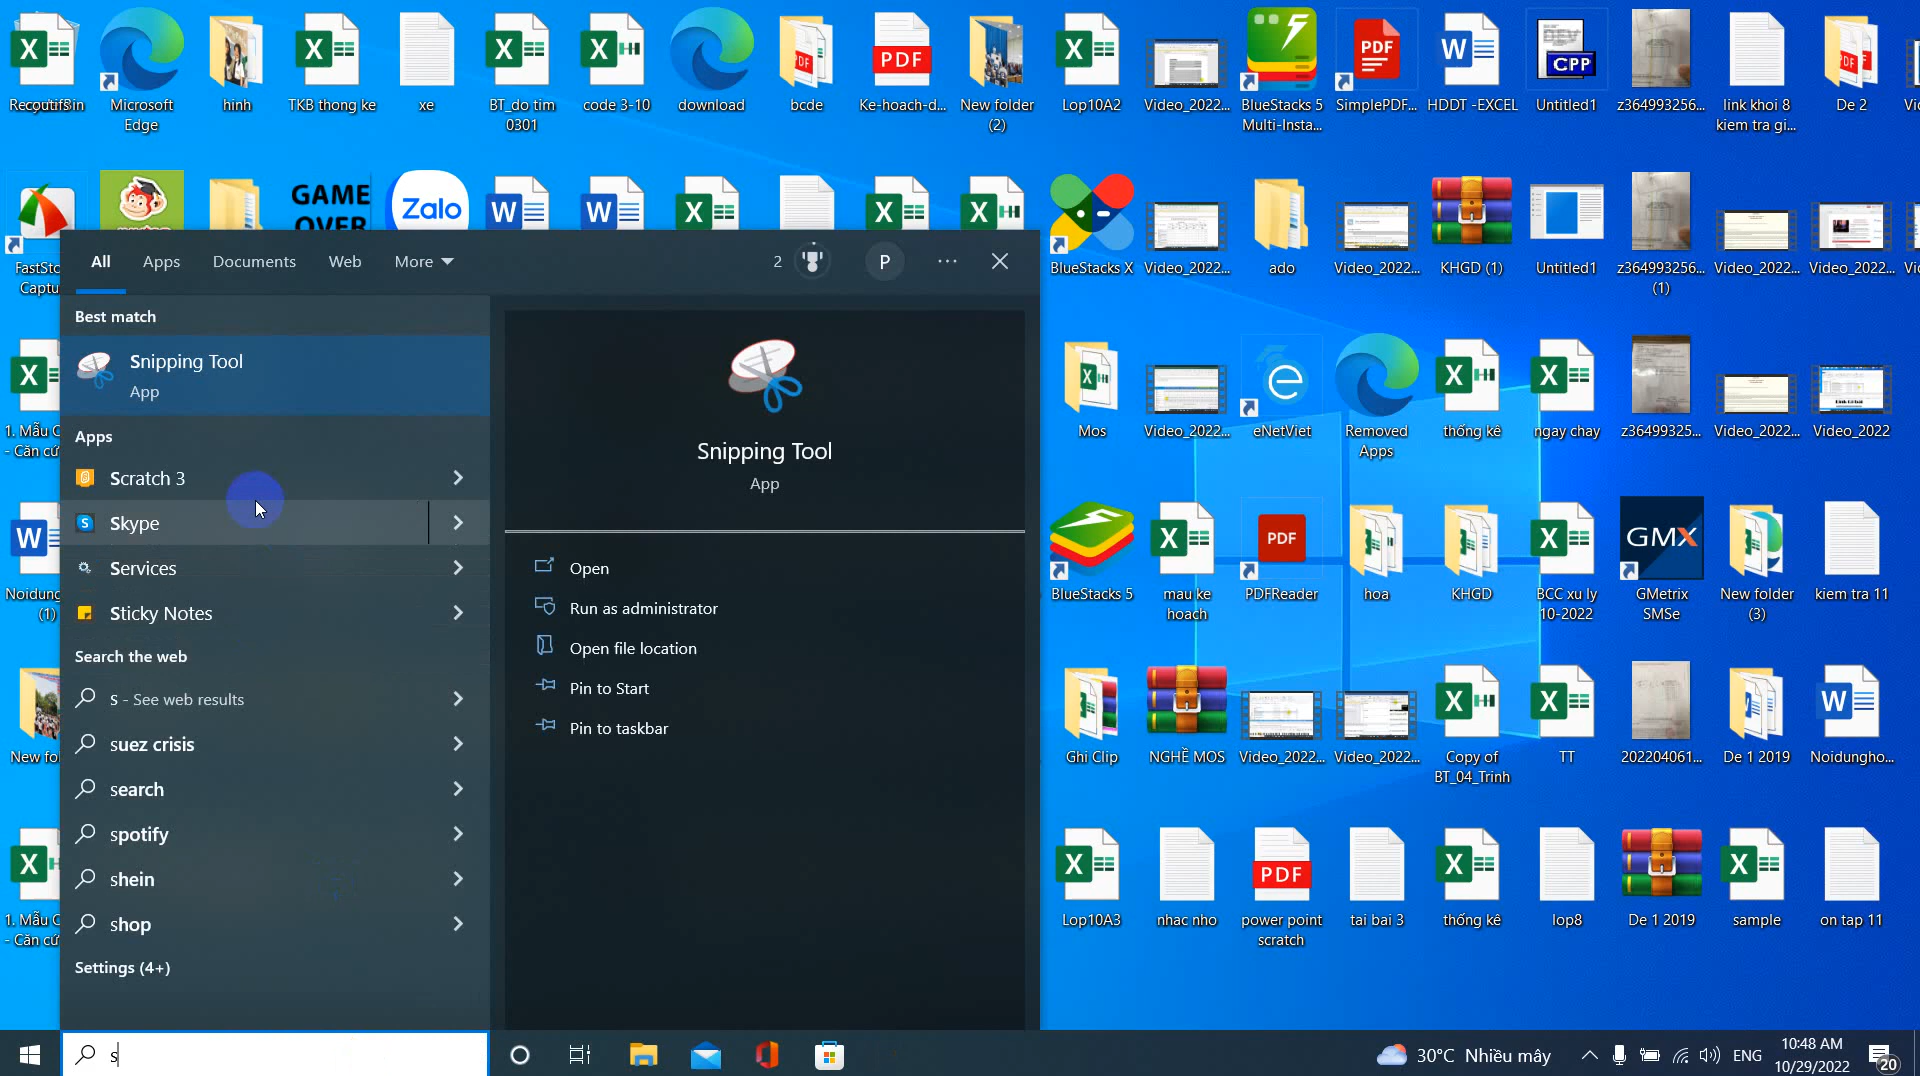 Microsoft
Edge
hinh
TKB thong ke
xe
BT_do tim
0301
code 3-10
download
bcde
Ke-hoach-d...
New folder
(2)
Lop10A2
Video_2022...
BlueStacks 5
Multi-Insta...
SimplePDF...
HDDT -EXCEL
Untitled1
z364993256...
link khoi 8
kiem tra gi...
De 2
GAME
OVER
Zalo
FastSto
Captu
BlueStacks X
Video_2022...
ado
Video_2022...
KHGD (1)
Untitled1
z364993256...
(1)
Video_2022...
Video_2022...
All
Apps
Documents
Web
More
2
P
Best match
Snipping Tool
App
Apps
Scratch 3
Skype
Services
Sticky Notes
Search the web
s - See web results
suez crisis
search
spotify
shein
shop
Settings (4+)
Snipping Tool
App
Open
Run as administrator
Open file location
Pin to Start
Pin to taskbar
1. Mẫu C
- Căn cứ
Mos
Video_2022...
eNetViet
Removed
Apps
thống kê
ngay chay
z36499325...
Video_2022...
Video_2022
Noidung
(1)
BlueStacks 5
mau ke
hoach
PDF
PDFReader
hoa
KHGD
BCC xu ly
10-2022
GMX
GMetrix
SMSe
New folder
(3)
kiem tra 11
New fo
Ghi Clip
NGHỀ MOS
Video_2022...
Video_2022...
Copy of
BT_04_Trinh
TT
202204061...
De 1 2019
Noidungho...
1. Mẫu C
- Căn cứ
Lop10A3
nhac nho
PDF
power point
scratch
tai bai 3
thống kê
lop8
De 1 2019
sample
on tap 11
s
30°C Nhiều mây
ENG
10:48 AM
10/29/2022
20